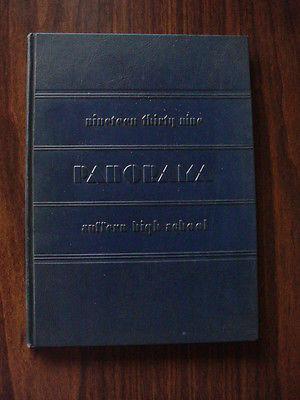 nineteen thirty nine
PANORAMA
suffern high school